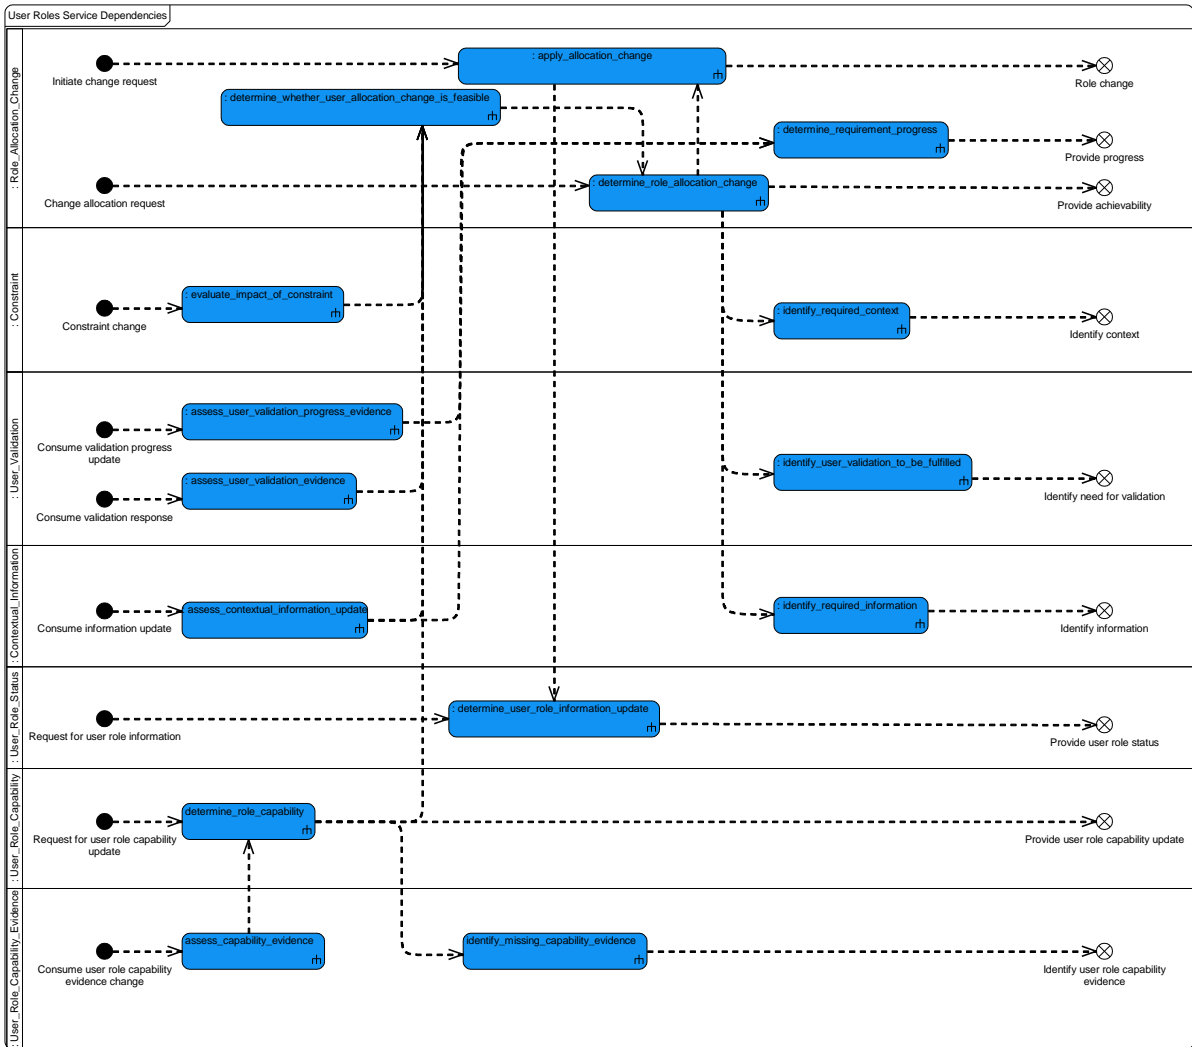 User Roles Service Dependencies
: Role_Allocation_Change
Initiate change request
: apply_allocation_change
Role change
: determine_whether_user_allocation_change_is_feasible
: determine_requirement_progress
Provide progress
Change allocation request
: determine_role_allocation_change
Provide achievability
: Constraint
Constraint change
: evaluate_impact_of_constraint
: identify_required_context
Identify context
: User_Validation
Consume validation progress
update
: assess_user_validation_progress_evidence
: identify_user_validation_to_be_fulfilled
Identify need for validation
Consume validation response
: assess_user_validation_evidence
: Contextual_Information
Consume information update
assess_contextual_information_update
: identify_required_information
Identify information
: User_Role_Status
Request for user role information
: determine_user_role_information_update
Provide user role status
: User_Role_Capability
Request for user role capability
update
determine_role_capability
Provide user role capability update
: User_Role_Capability_Evidence
Consume user role capability
evidence change
assess_capability_evidence
identify_missing_capability_evidence
Identify user role capability
evidence